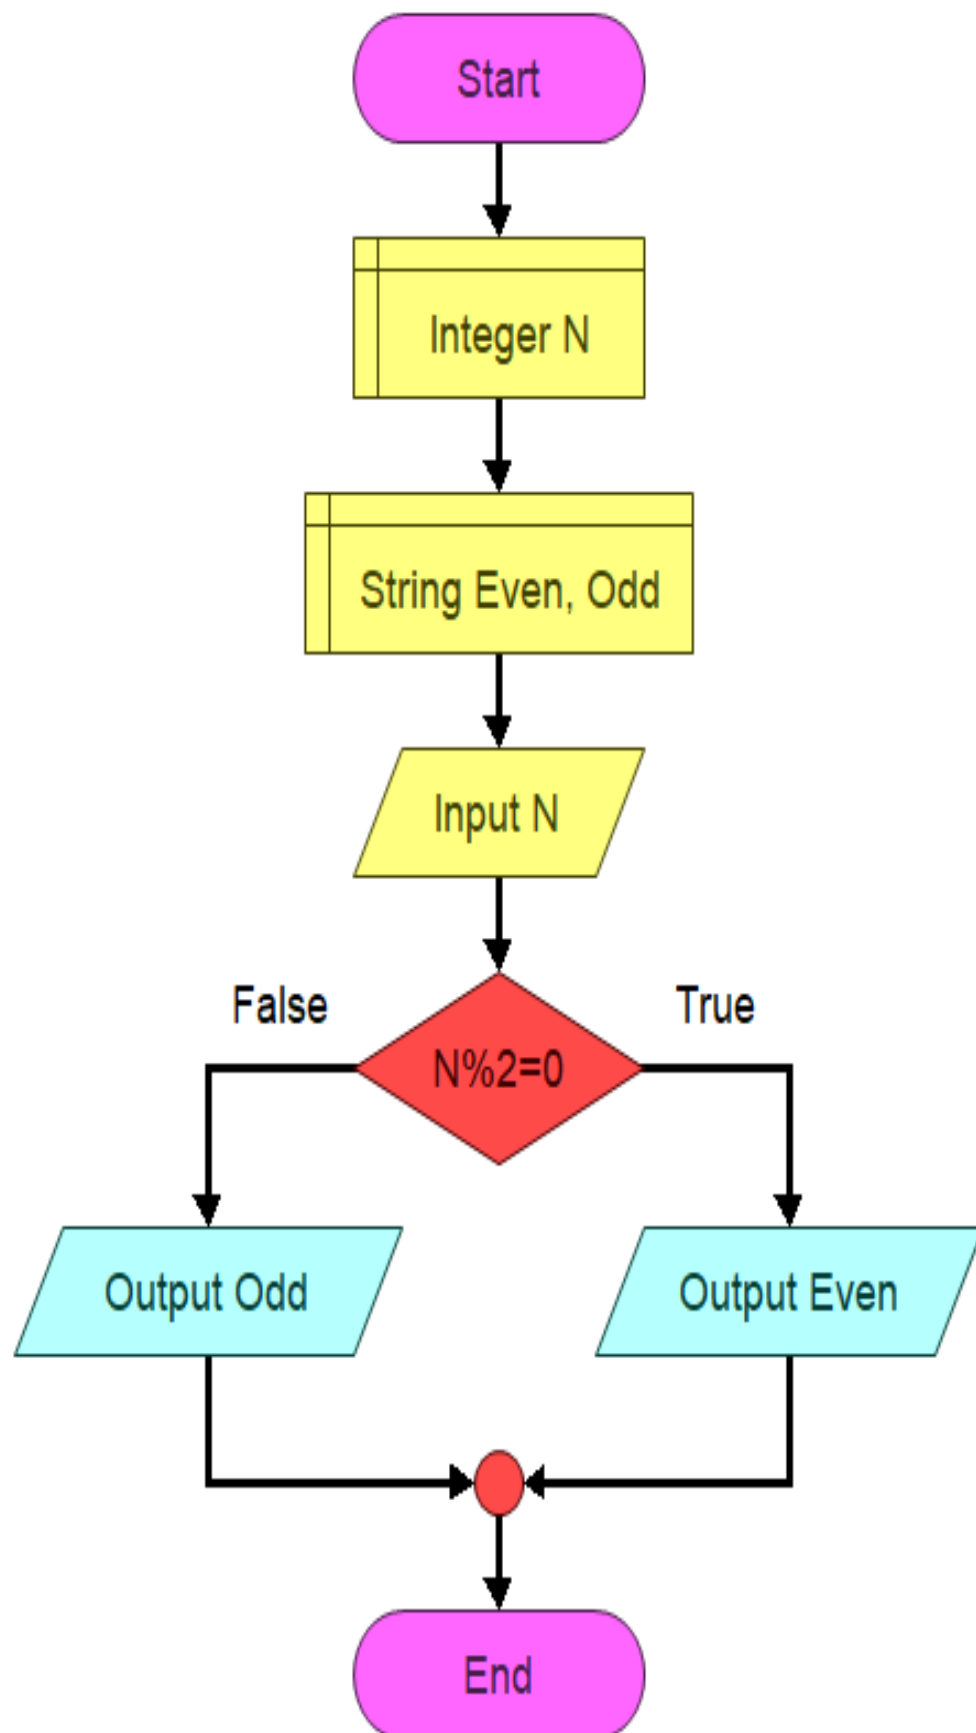 Start
Integer N
String Even, Odd
Input N
False
True
N%2=0
Output Odd
Output Even
End